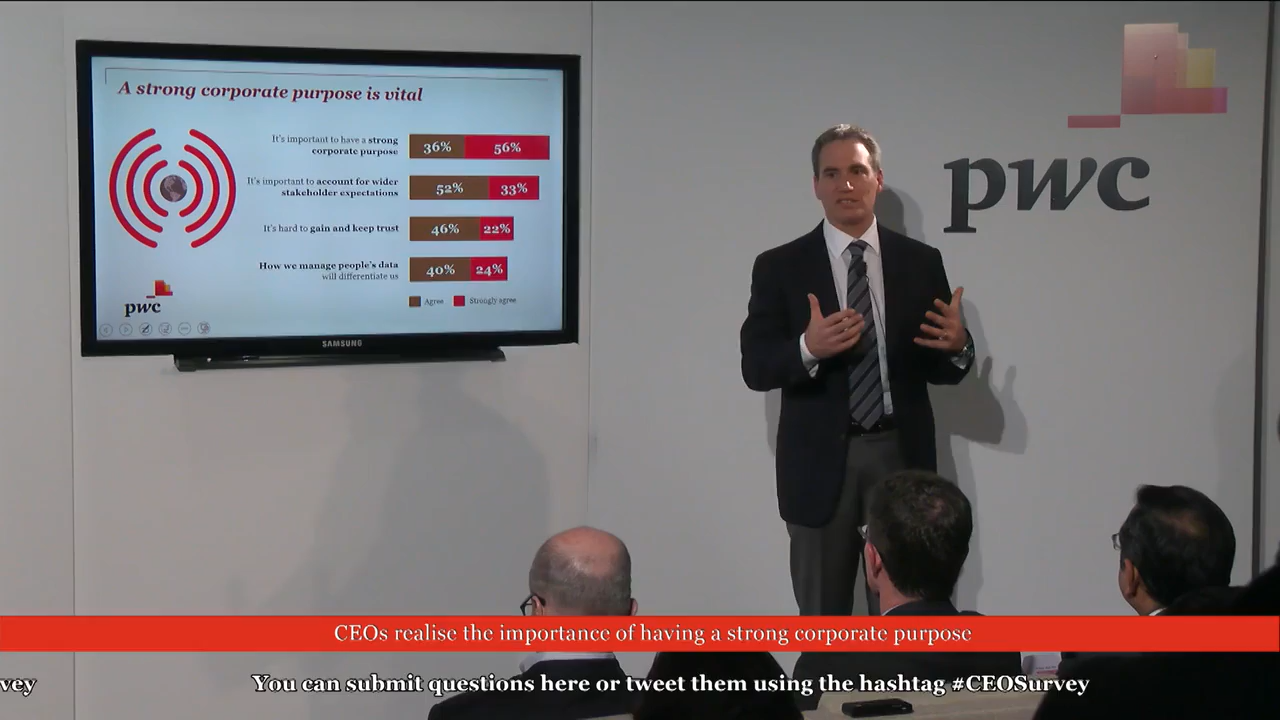 A strong corporate purpose is vital
It's important to have a strong
corporate purpose
36% 56%
It's important to account for wider
stakeholder expectations
52% 33%
It's hard to gain and keep trust
46% 22%
How we manage people's data
will differentiate us
40% 24%
Agree Strongly agree
pwc
SAMSUNG
pwc
CEOs realise the importance of having a strong corporate purpose
vey You can submit questions here or tweet them using the hashtag #CEOSurvey